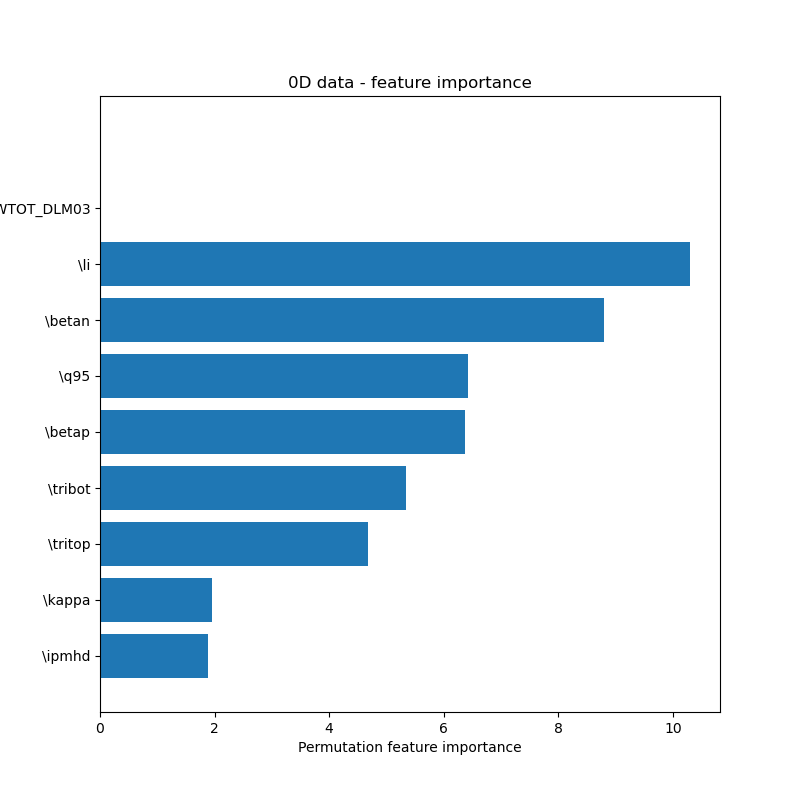 0D data - feature importance
WTOT_DLM03
\li
\betan
\q95
\betap
\tribot
\tritop
\kappa
\ipmhd
0 2 4 6 8 10
Permutation feature importance